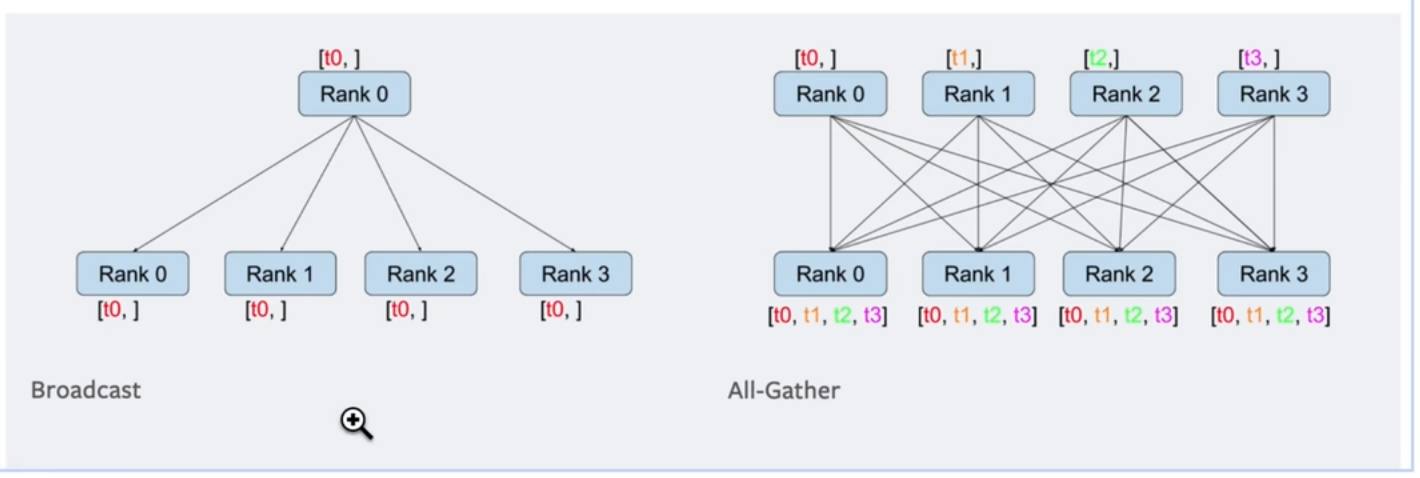 [t0, ]
Rank 0
Rank 0 Rank 1 Rank 2 Rank 3
[t0, ] [t0, ] [t0, ] [t0, ]
Broadcast
[t0, ] [t1,] [t2,] [t3, ]
Rank 0 Rank 1 Rank 2 Rank 3
Rank 0 Rank 1 Rank 2 Rank 3
[t0, t1, t2, t3] [t0, t1, t2, t3] [t0, t1, t2, t3] [t0, t1, t2, t3]
All-Gather